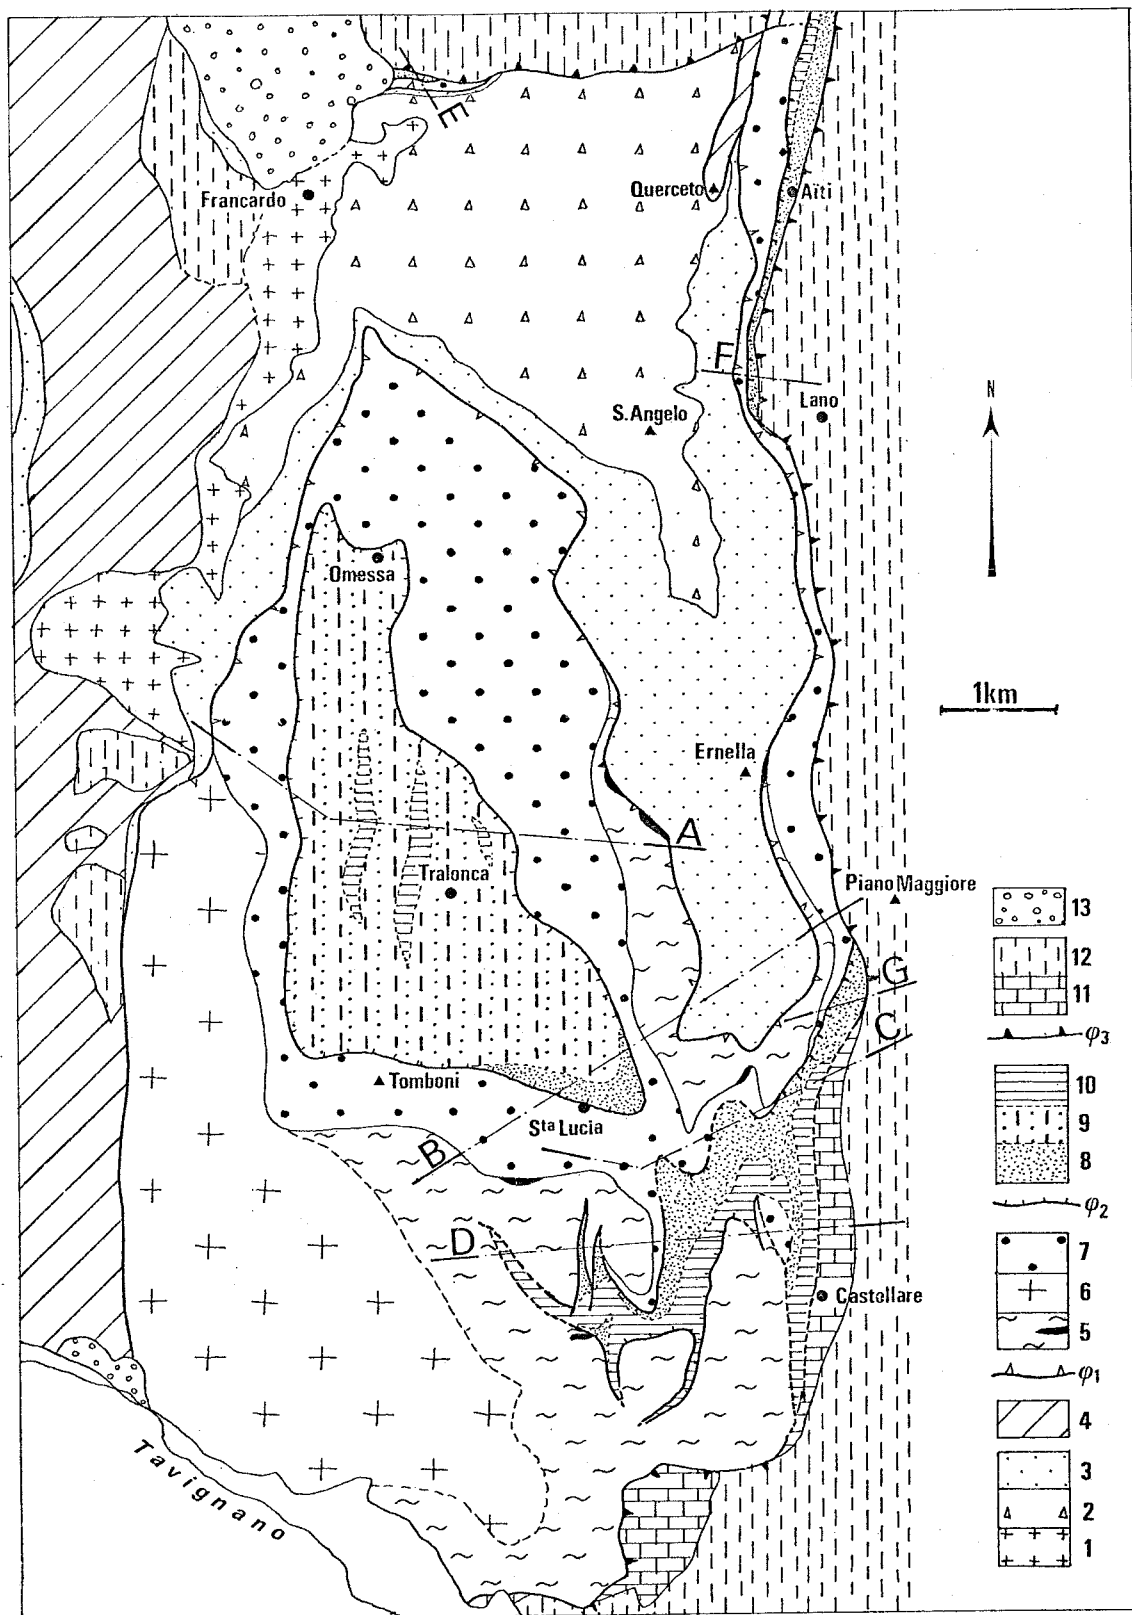 E
Francardo
Querceto
Aïti
F
Lano
S.Angelo
N
Omessa
1km
Ernella
A
Tralonca
Piano Maggiore
G
C
Tomboni
Sta Lucia
B
D
Castellare
Tavignano
13
12
11
φ3
10
9
8
φ2
7
6
5
φ1
4
3
2
1